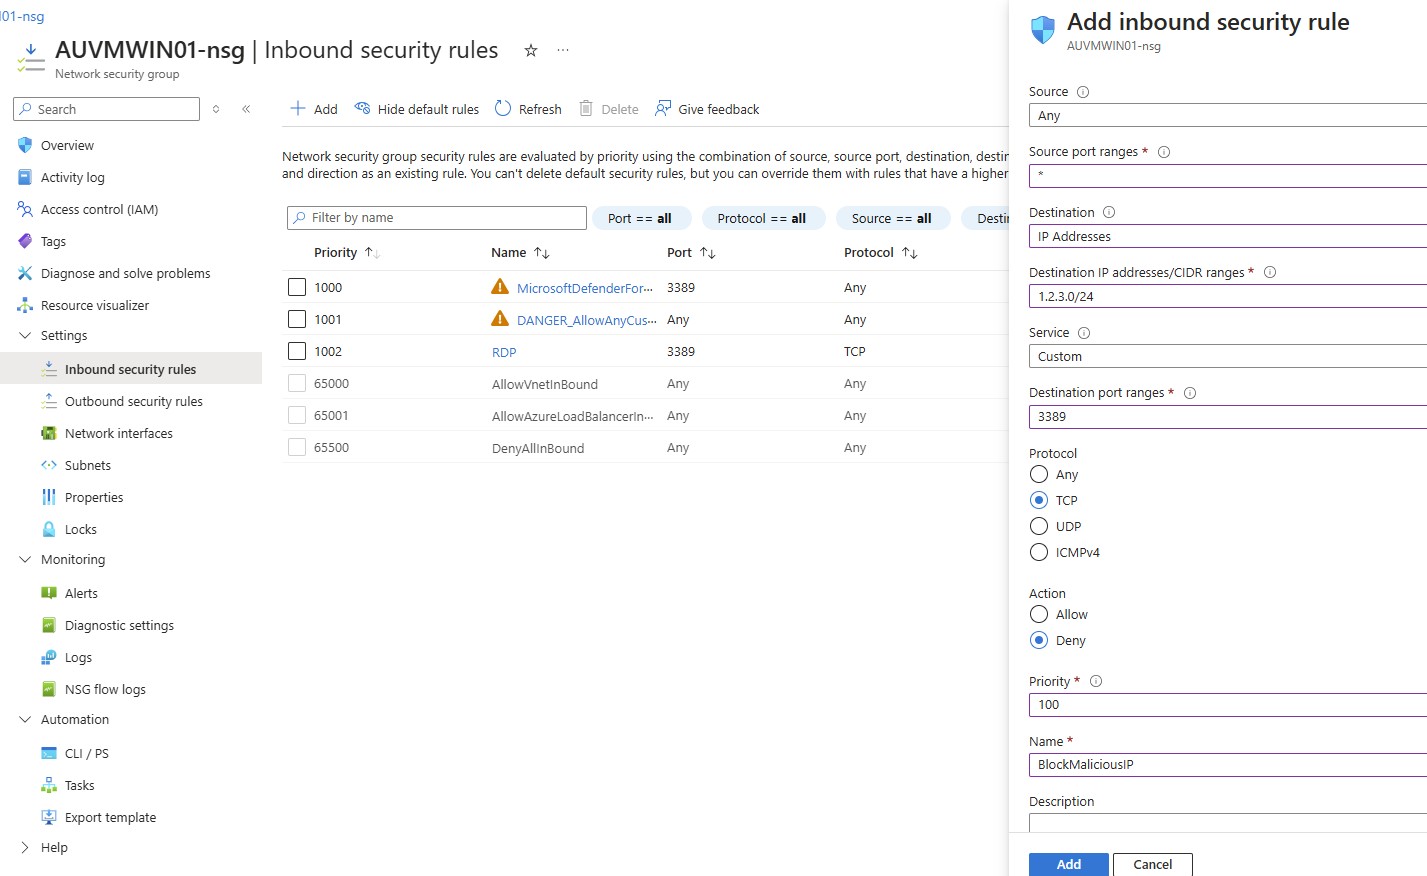 01-nsg
AUVMWIN01-nsg | Inbound security rules
Network security group
Search
Overview
Activity log
Access control (IAM)
Tags
Diagnose and solve problems
Resource visualizer
Settings
Inbound security rules
Outbound security rules
Network interfaces
Subnets
Properties
Locks
Monitoring
Alerts
Diagnostic settings
Logs
NSG flow logs
Automation
CLI / PS
Tasks
Export template
Help
Add Hide default rules Refresh Delete Give feedback
Network security group security rules are evaluated by priority using the combination of source, source port, destination, destin
and direction as an existing rule. You can't delete default security rules, but you can override them with rules that have a higher
Filter by name Port == all Protocol == all Source == all Destin
Priority Name Port Protocol
1000 MicrosoftDefenderFor... 3389 Any
1001 DANGER_AllowAnyCus... Any Any
1002 RDP 3389 TCP
65000 AllowVnetInBound Any Any
65001 AllowAzureLoadBalancerIn... Any Any
65500 DenyAllInBound Any Any
Add inbound security rule
AUVMWIN01-nsg
Source
Any
Source port ranges *
*
Destination
IP Addresses
Destination IP addresses/CIDR ranges *
1.2.3.0/24
Service
Custom
Destination port ranges *
3389
Protocol
Any
TCP
UDP
ICMPv4
Action
Allow
Deny
Priority *
100
Name *
BlockMaliciousIP
Description
Add Cancel